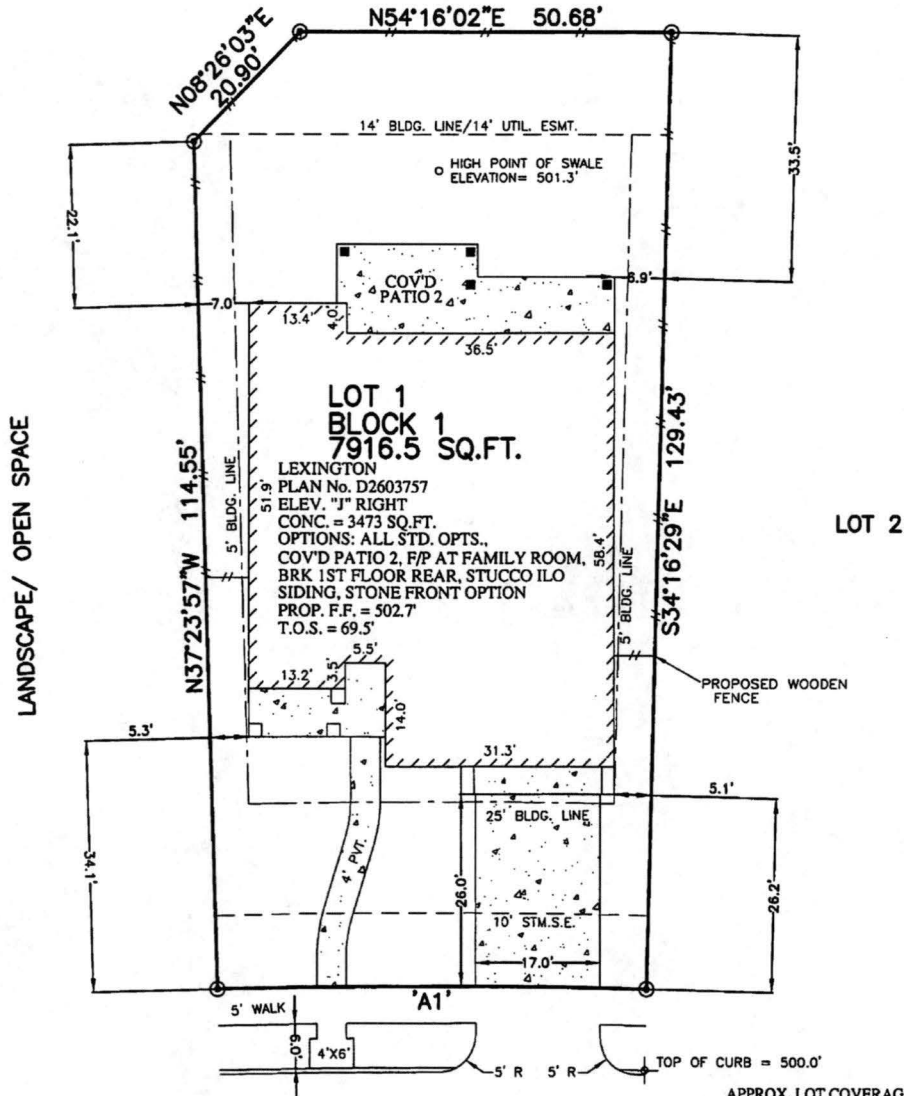 N54°16'02"E 50.68'
N08°26'03"E
20.90'
14' BLDG. LINE/14' UTIL. ESMT.
HIGH POINT OF SWALE
ELEVATION= 501.3'
33.5'
22.1'
COV'D
PATIO 2
6.9'
7.0'
13.4'
4.0'
36.5'
LOT 1
BLOCK 1
7916.5 SQ.FT.
LEXINGTON
PLAN No. D2603757
ELEV. "J" RIGHT
CONC. = 3473 SQ.FT.
OPTIONS: ALL STD. OPTS.,
COV'D PATIO 2, F/P AT FAMILY ROOM,
BRK 1ST FLOOR REAR, STUCCO ILO
SIDING, STONE FRONT OPTION
PROP. F.F. = 502.7'
T.O.S. = 69.5'
LANDSCAPE/ OPEN SPACE
N37°23'57"W 114.55'
5' BLDG. LINE
51.9'
58.4'
5' BLDG. LINE
S34°16'29"E 129.43'
LOT 2
PROPOSED WOODEN
FENCE
5.5'
13.2'
3.5'
14.0'
31.3'
5.3'
5.1'
25' BLDG. LINE
34.1'
4' PVT.
26.0'
26.2'
10' STM.S.E.
17.0'
'A1'
5' WALK
6.0'
4'X6'
5' R
5' R
TOP OF CURB = 500.0'
APPROX. LOT COVERAG